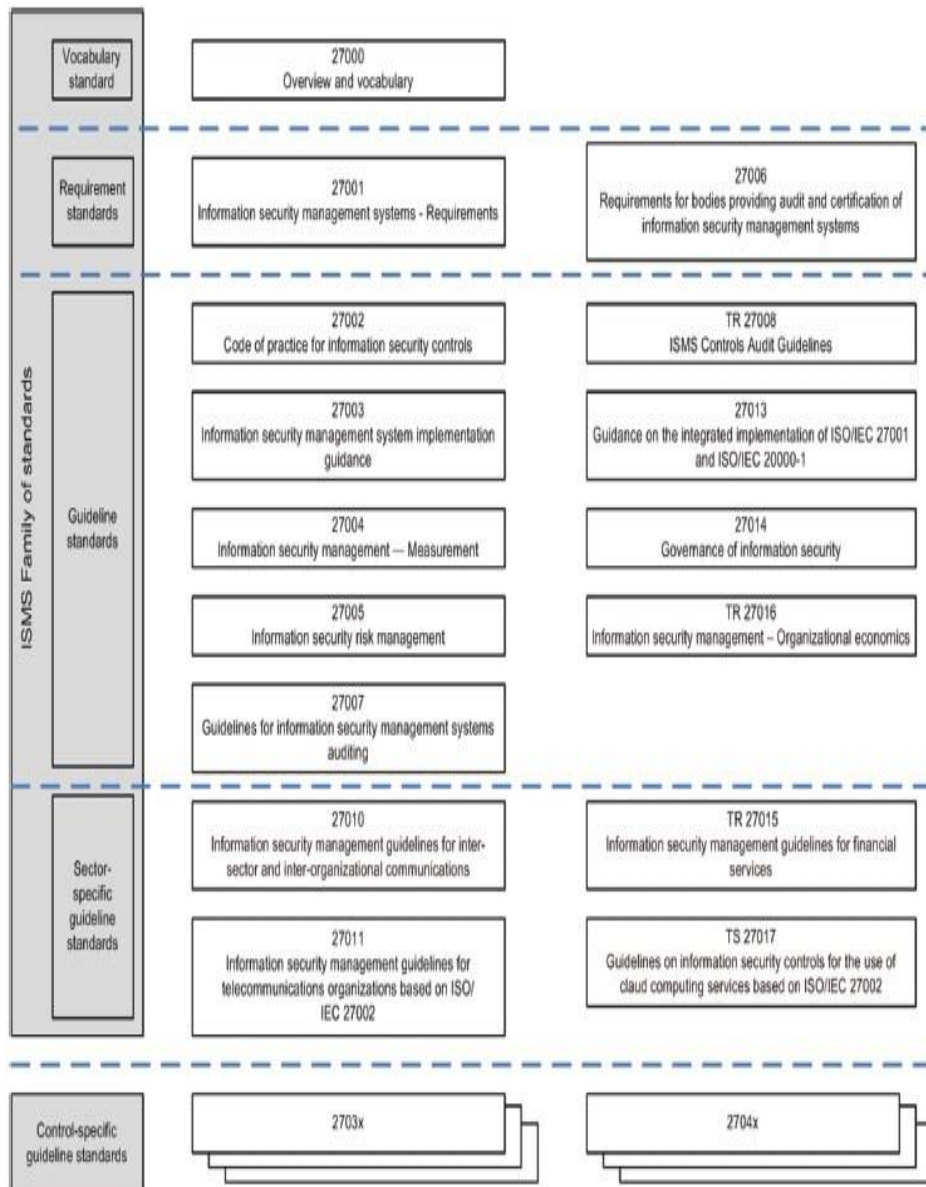 ISMS Family of standards
Vocabulary
standard
27000
Overview and vocabulary
Requirement
standards
27001
Information security management systems - Requirements
27006
Requirements for bodies providing audit and certification of
information security management systems
Guideline
standards
27002
Code of practice for information security controls
TR 27008
ISMS Controls Audit Guidelines
27003
Information security management system implementation
guidance
27013
Guidance on the integrated implementation of ISO/IEC 27001
and ISO/IEC 20000-1
27004
Information security management — Measurement
27014
Governance of information security
27005
Information security risk management
TR 27016
Information security management – Organizational economics
27007
Guidelines for information security management systems
auditing
Sector-
specific
guideline
standards
27010
Information security management guidelines for inter-
sector and inter-organizational communications
TR 27015
Information security management guidelines for financial
services
27011
Information security management guidelines for
telecommunications organizations based on ISO/
IEC 27002
TS 27017
Guidelines on information security controls for the use of
claud computing services based on ISO/IEC 27002
Control-specific
guideline standards
2703x
2704x